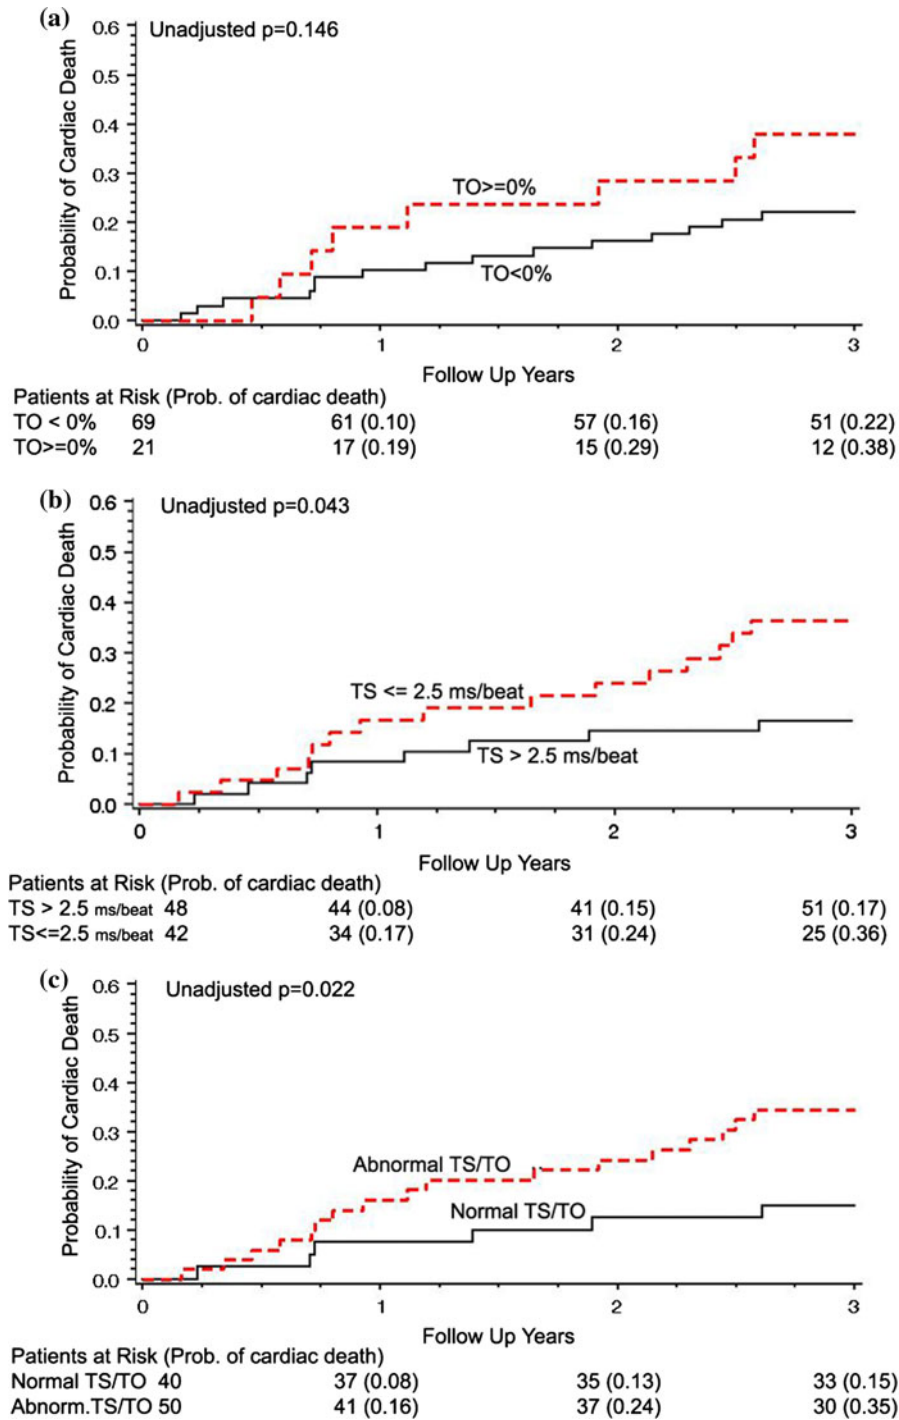 (a)
Unadjusted p=0.146
Probability of Cardiac Death
0.6
0.5
0.4
0.3
0.2
0.1
0.0
TO>=0%
TO<0%
0 1 2 3
Follow Up Years
Patients at Risk (Prob. of cardiac death)
TO < 0% 69 61 (0.10) 57 (0.16) 51 (0.22)
TO>=0% 21 17 (0.19) 15 (0.29) 12 (0.38)
(b)
Unadjusted p=0.043
Probability of Cardiac Death
0.6
0.5
0.4
0.3
0.2
0.1
0.0
TS <= 2.5 ms/beat
TS > 2.5 ms/beat
0 1 2 3
Follow Up Years
Patients at Risk (Prob. of cardiac death)
TS > 2.5 ms/beat 48 44 (0.08) 41 (0.15) 51 (0.17)
TS<=2.5 ms/beat 42 34 (0.17) 31 (0.24) 25 (0.36)
(c)
Unadjusted p=0.022
Probability of Cardiac Death
0.6
0.5
0.4
0.3
0.2
0.1
0.0
Abnormal TS/TO
Normal TS/TO
0 1 2 3
Follow Up Years
Patients at Risk (Prob. of cardiac death)
Normal TS/TO 40 37 (0.08) 35 (0.13) 33 (0.15)
Abnorm.TS/TO 50 41 (0.16) 37 (0.24) 30 (0.35)